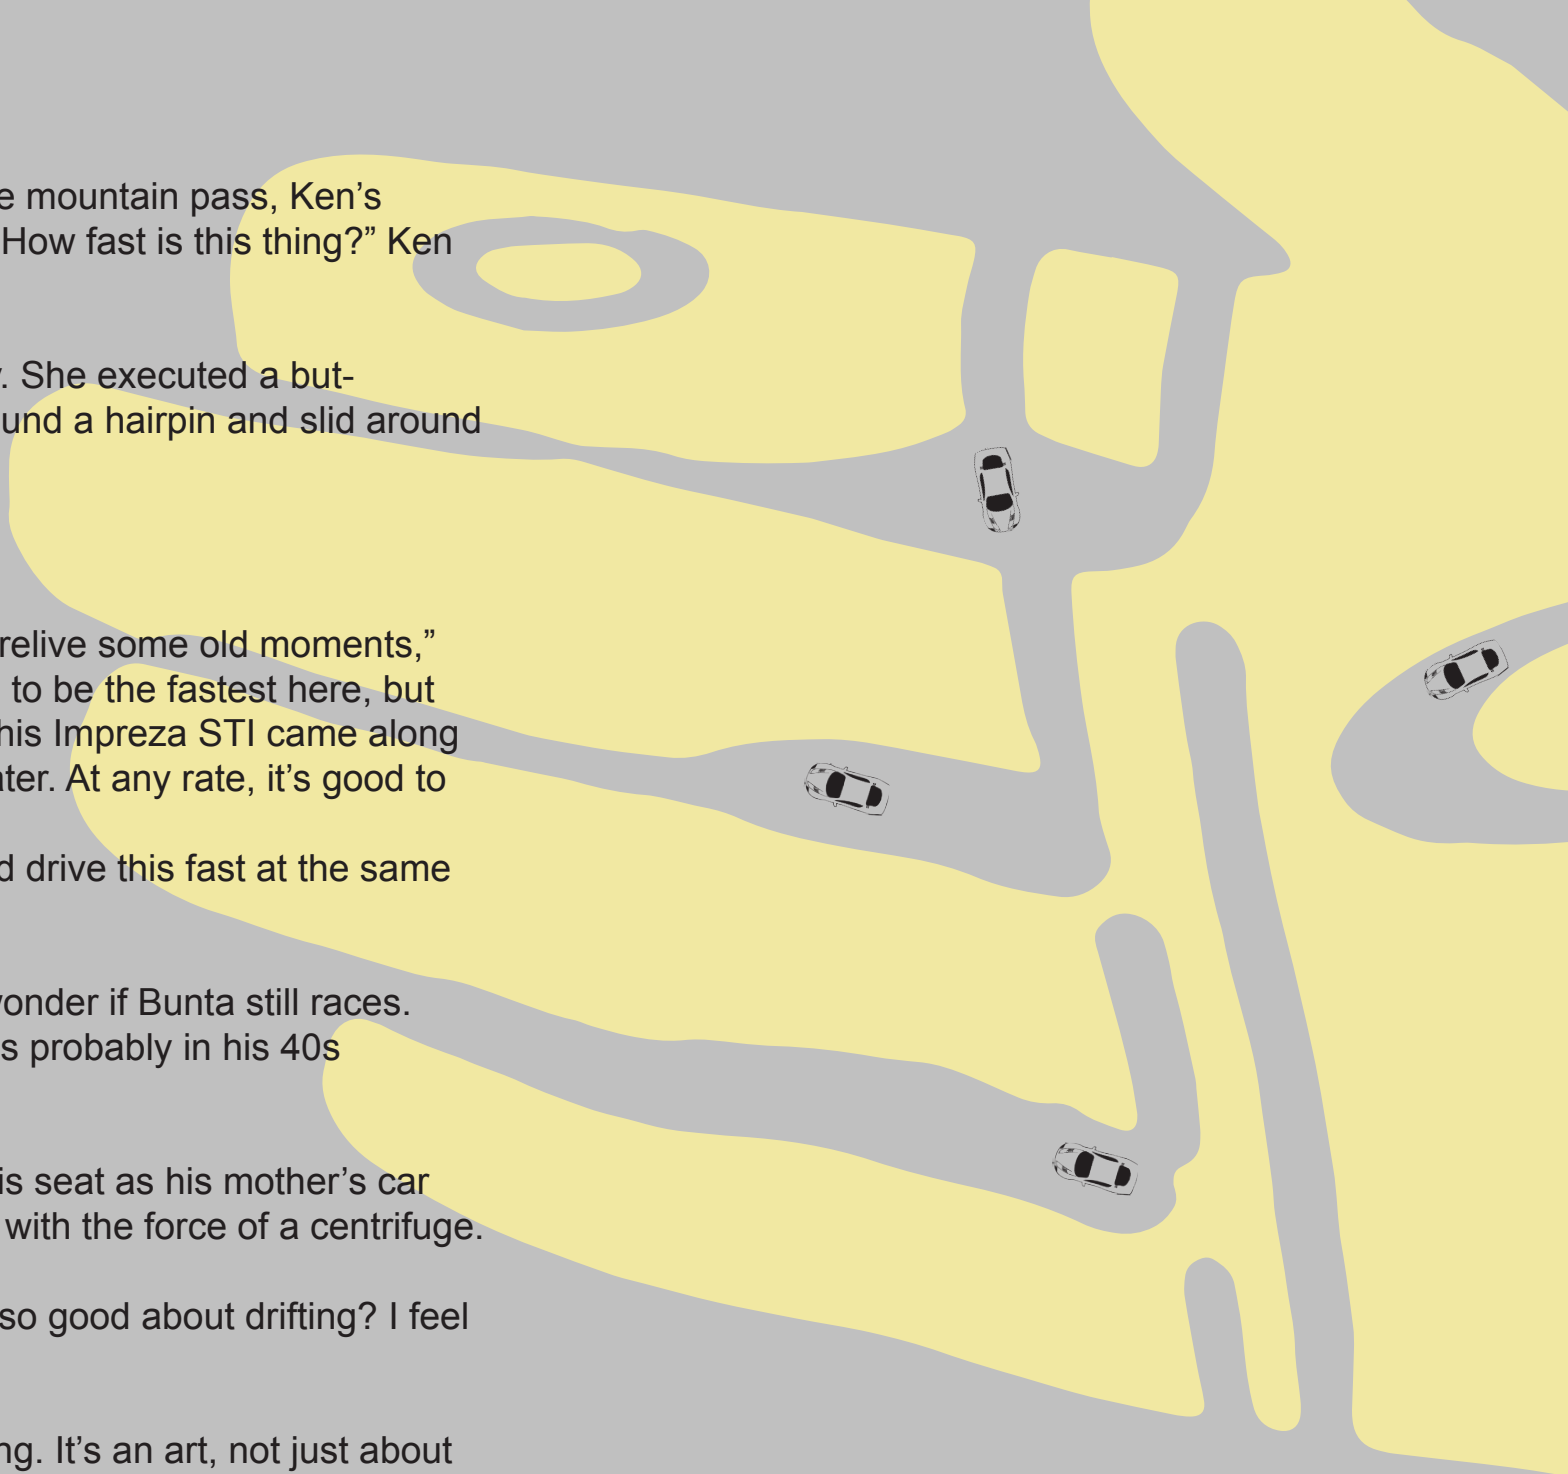 e mountain pass, Ken’s
How fast is this thing?” Ken
. She executed a but-
und a hairpin and slid around
relive some old moments,”
to be the fastest here, but
his Impreza STI came along
ter. At any rate, it’s good to
d drive this fast at the same
onder if Bunta still races.
s probably in his 40s
is seat as his mother’s car
with the force of a centrifuge.
so good about drifting? I feel
ng. It’s an art, not just about